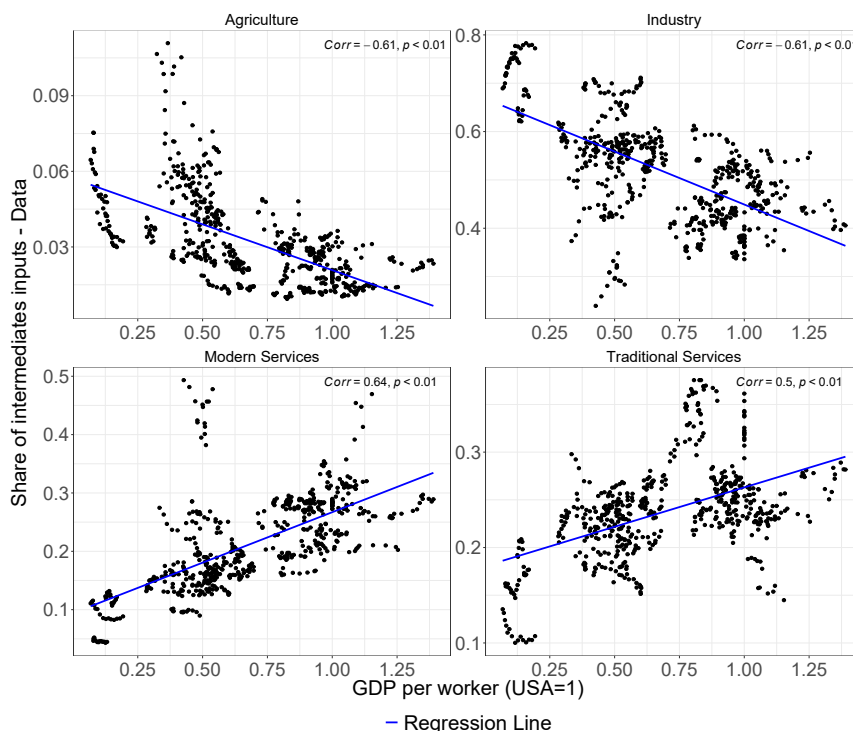 Agriculture
Industry
Corr = −0.61, p < 0.01
Corr = −0.61, p < 0.01
0.09
0.06
0.03
0.8
0.6
0.4
0.25 0.50 0.75 1.00 1.25
0.25 0.50 0.75 1.00 1.25
Share of intermediates inputs - Data
Modern Services
Traditional Services
Corr = 0.64, p < 0.01
Corr = 0.5, p < 0.01
0.5
0.4
0.3
0.2
0.1
0.3
0.2
0.1
0.25 0.50 0.75 1.00 1.25
0.25 0.50 0.75 1.00 1.25
GDP per worker (USA=1)
Regression Line